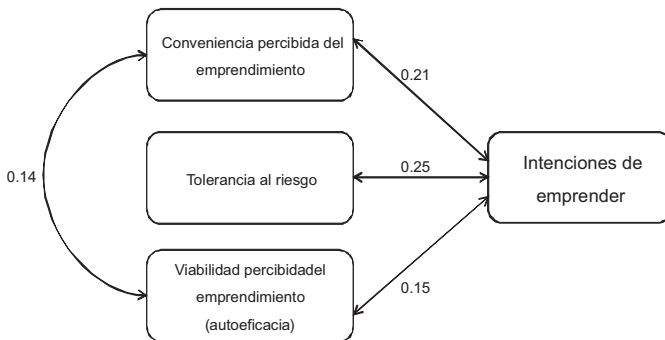 Conveniencia percibida del
emprendimiento
0.21
Tolerancia al riesgo
0.25
Intenciones de
emprender
0.14
Viabilidad percibidadel
emprendimiento
(autoeficacia)
0.15